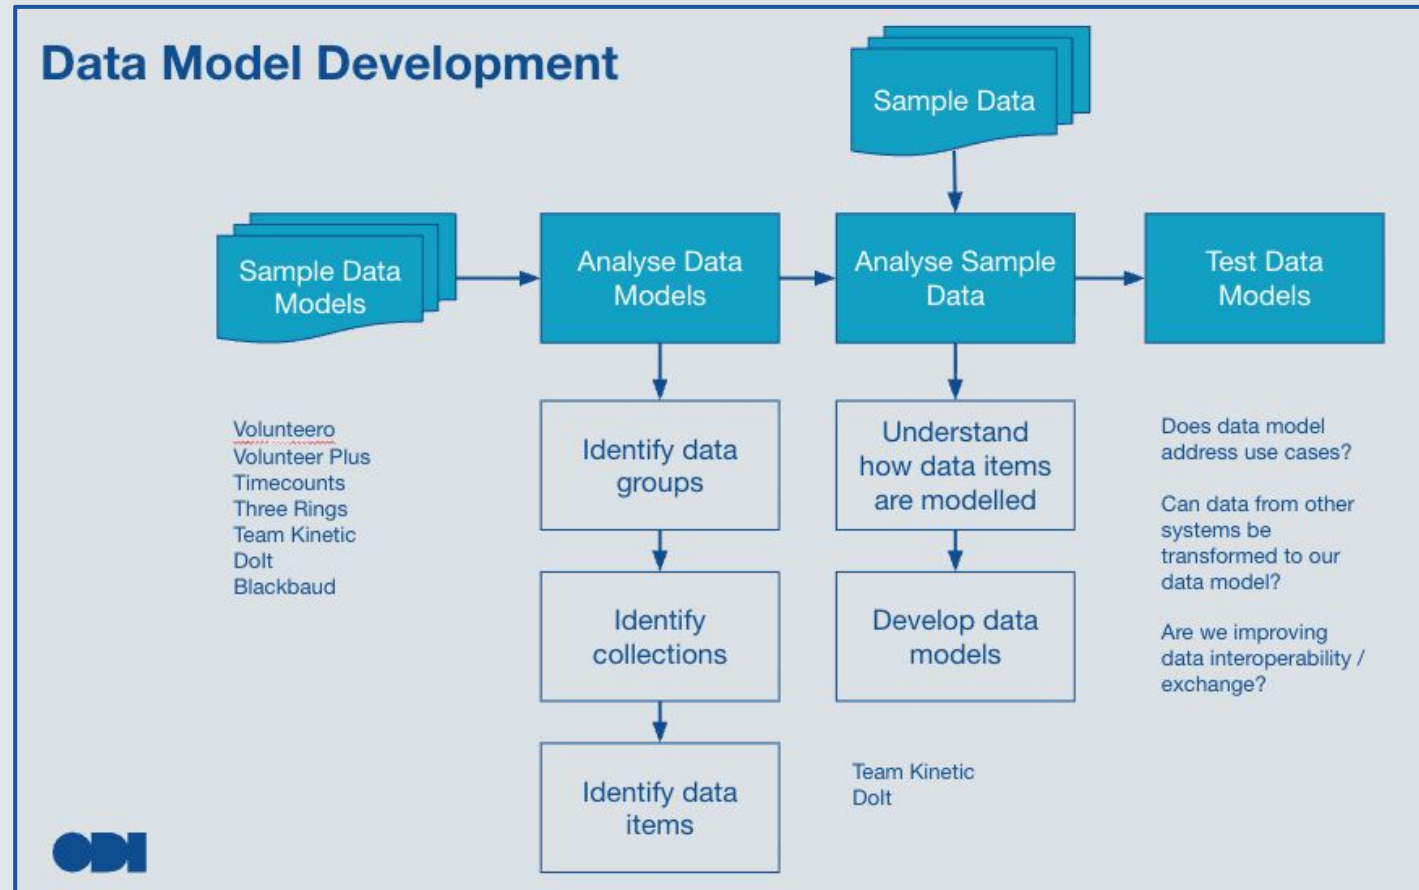 Data Model Development
Sample Data
Sample Data
Models
Analyse Data
Models
Analyse Sample
Data
Test Data
Models
Volunteero
Volunteer Plus
Timecounts
Three Rings
Team Kinetic
DoIt
Blackbaud
Identify data
groups
Identify
collections
Identify data
items
Understand
how data items
are modelled
Develop data
models
Team Kinetic
DoIt
Does data model
address use cases?
Can data from other
systems be
transformed to our
data model?
Are we improving
data interoperability /
exchange?
ODI